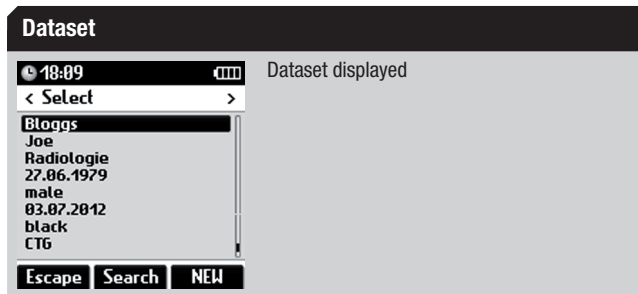 Dataset
18:09
< Select >
Bloggs
Joe
Radiologie
27.06.1979
male
03.07.2012
black
CTG
Escape Search NEW
Dataset displayed